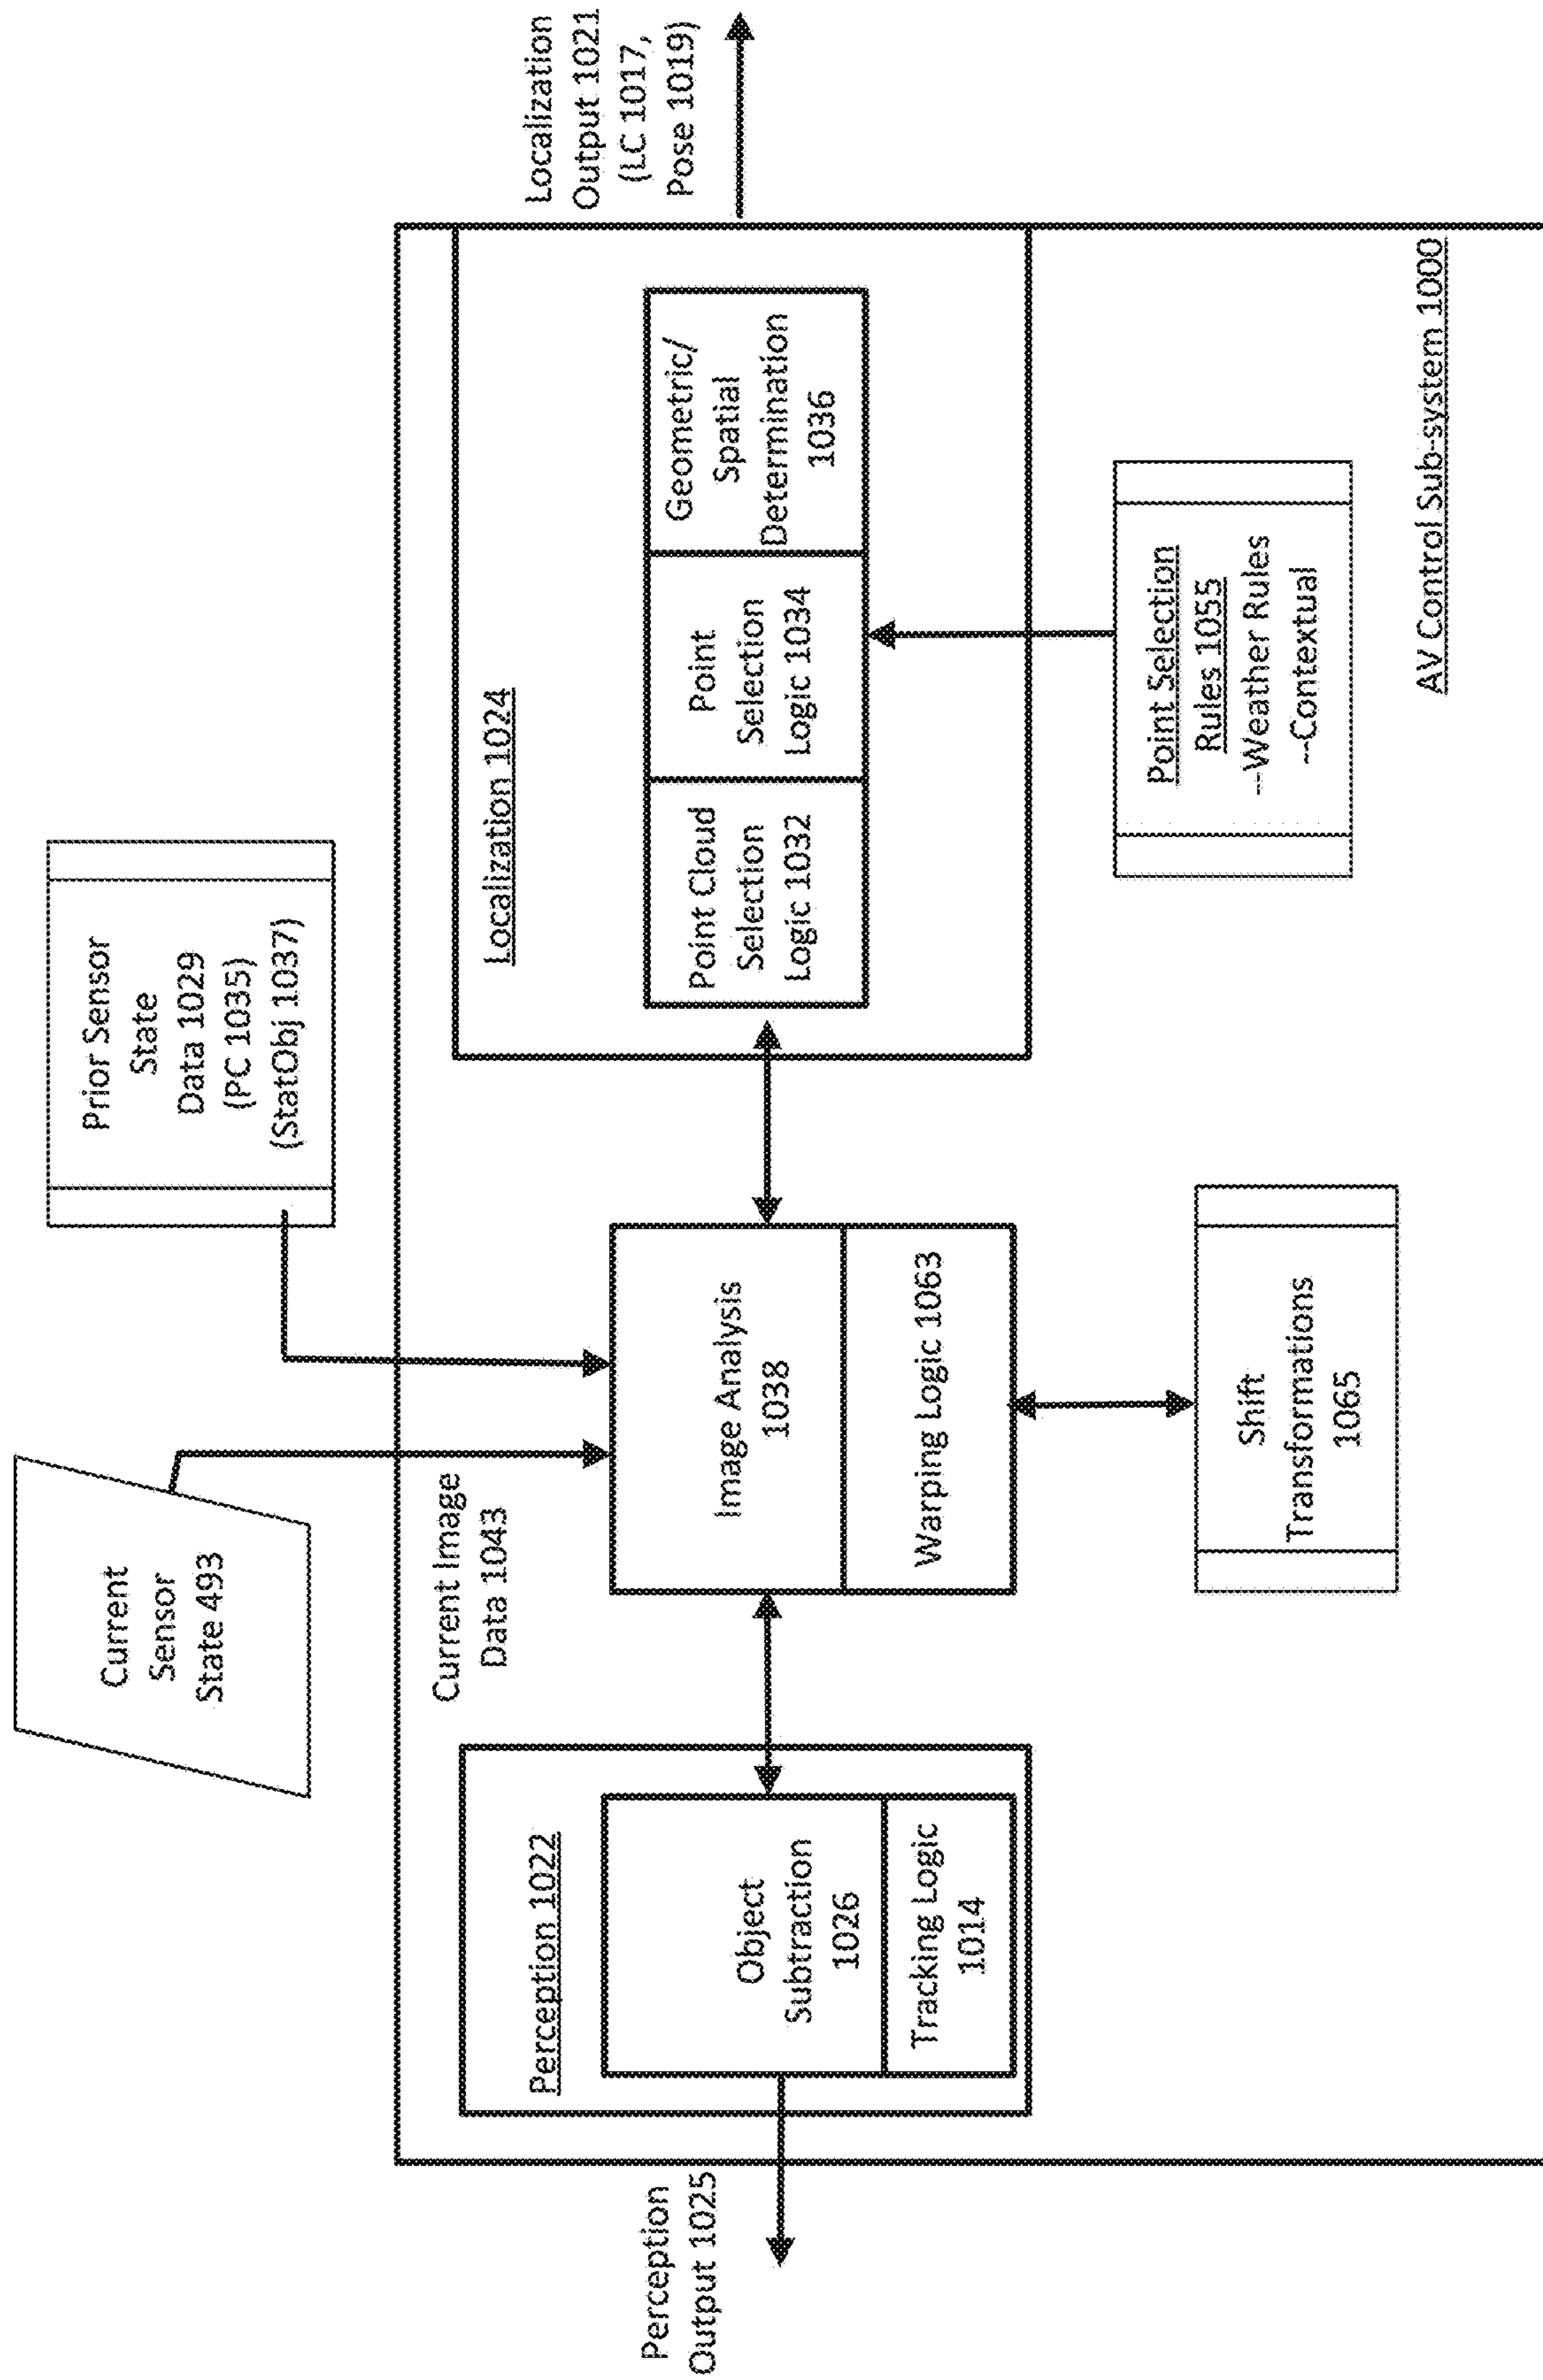 Current
Sensor
State 493
Prior Sensor
State
Data 1029
(PC 1035)
(StatObj 1037)
Perception
Output 1025
Perception 1022
Object
Subtraction
1026
Tracking Logic
1014
Current Image
Data 1043
Image Analysis
1038
Warping Logic 1063
Shift
Transformations
1065
Localization 1024
Point Cloud
Selection
Logic 1032
Point
Selection
Logic 1034
Geometric/
Spatial
Determination
1036
Point Selection
Rules 1055
--Weather Rules
--Contextual
Localization
Output 1021
(LC 1017,
Pose 1019)
AV Control Sub-system 1000